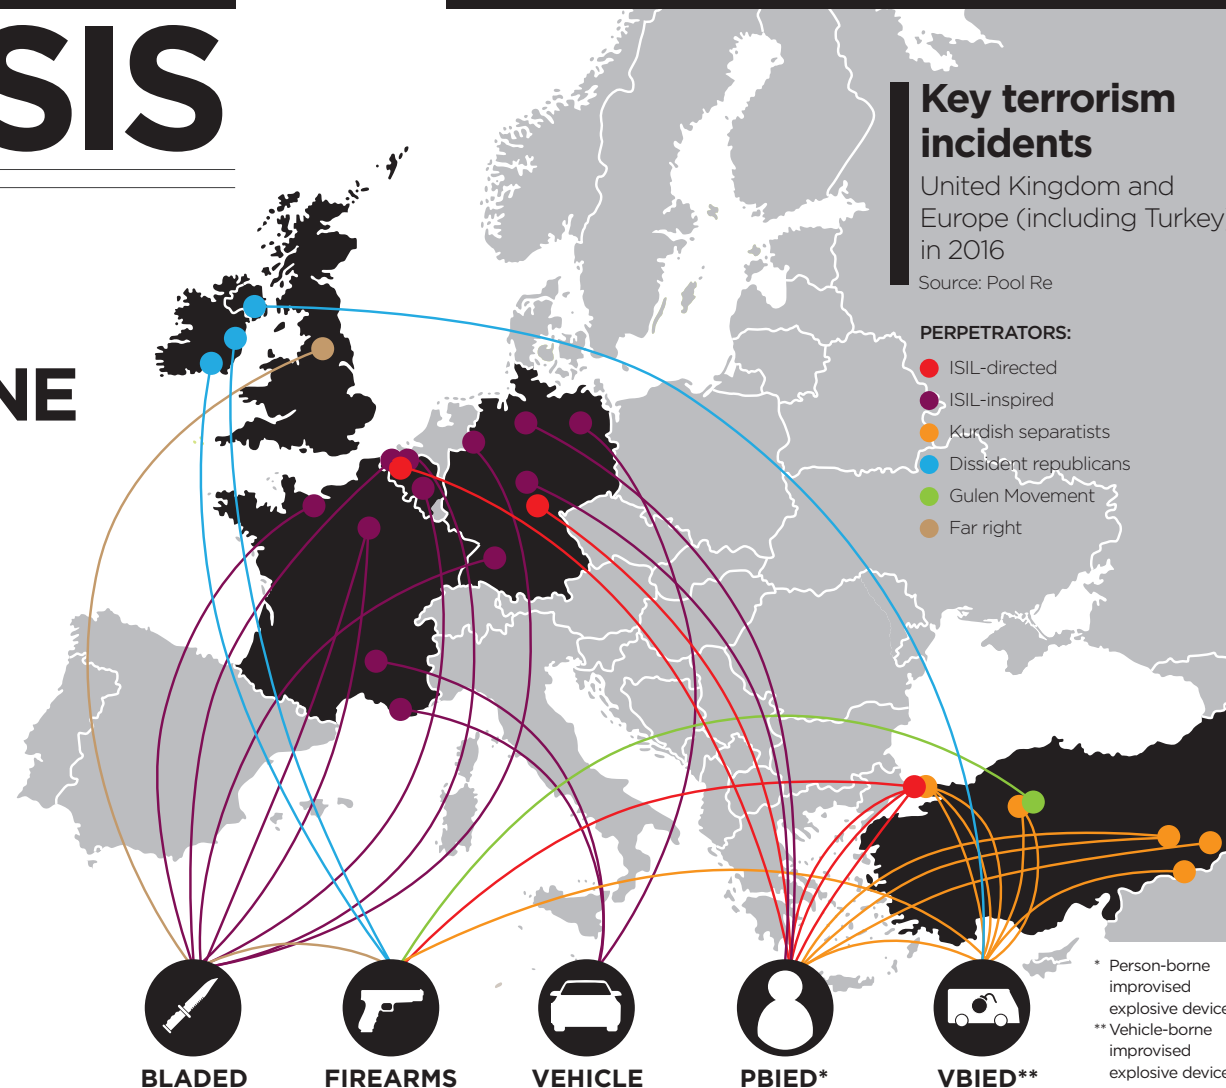 SIS
NE
Key terrorism
incidents
United Kingdom and
Europe (including Turkey
in 2016
Source: Pool Re
PERPETRATORS:
ISIL-directed
ISIL-inspired
Kurdish separatists
Dissident republicans
Gulen Movement
Far right
* Person-borne
improvised
explosive device
** Vehicle-borne
improvised
explosive device
BLADED
FIREARMS
VEHICLE
PBIED*
VBIED**